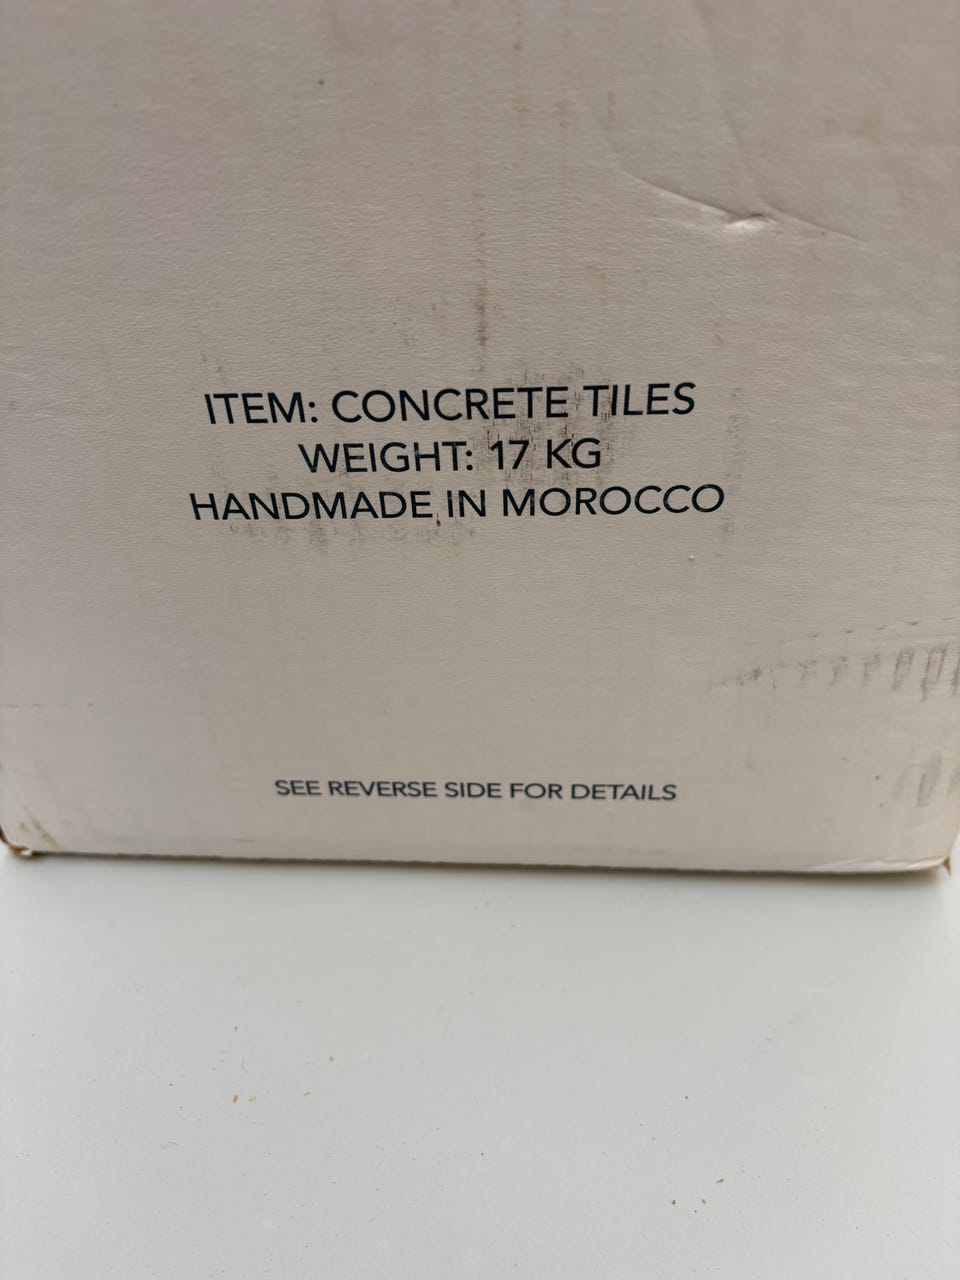 ITEM: CONCRETE TILES
WEIGHT: 17 KG
HANDMADE IN MOROCCO
SEE REVERSE SIDE FOR DETAILS